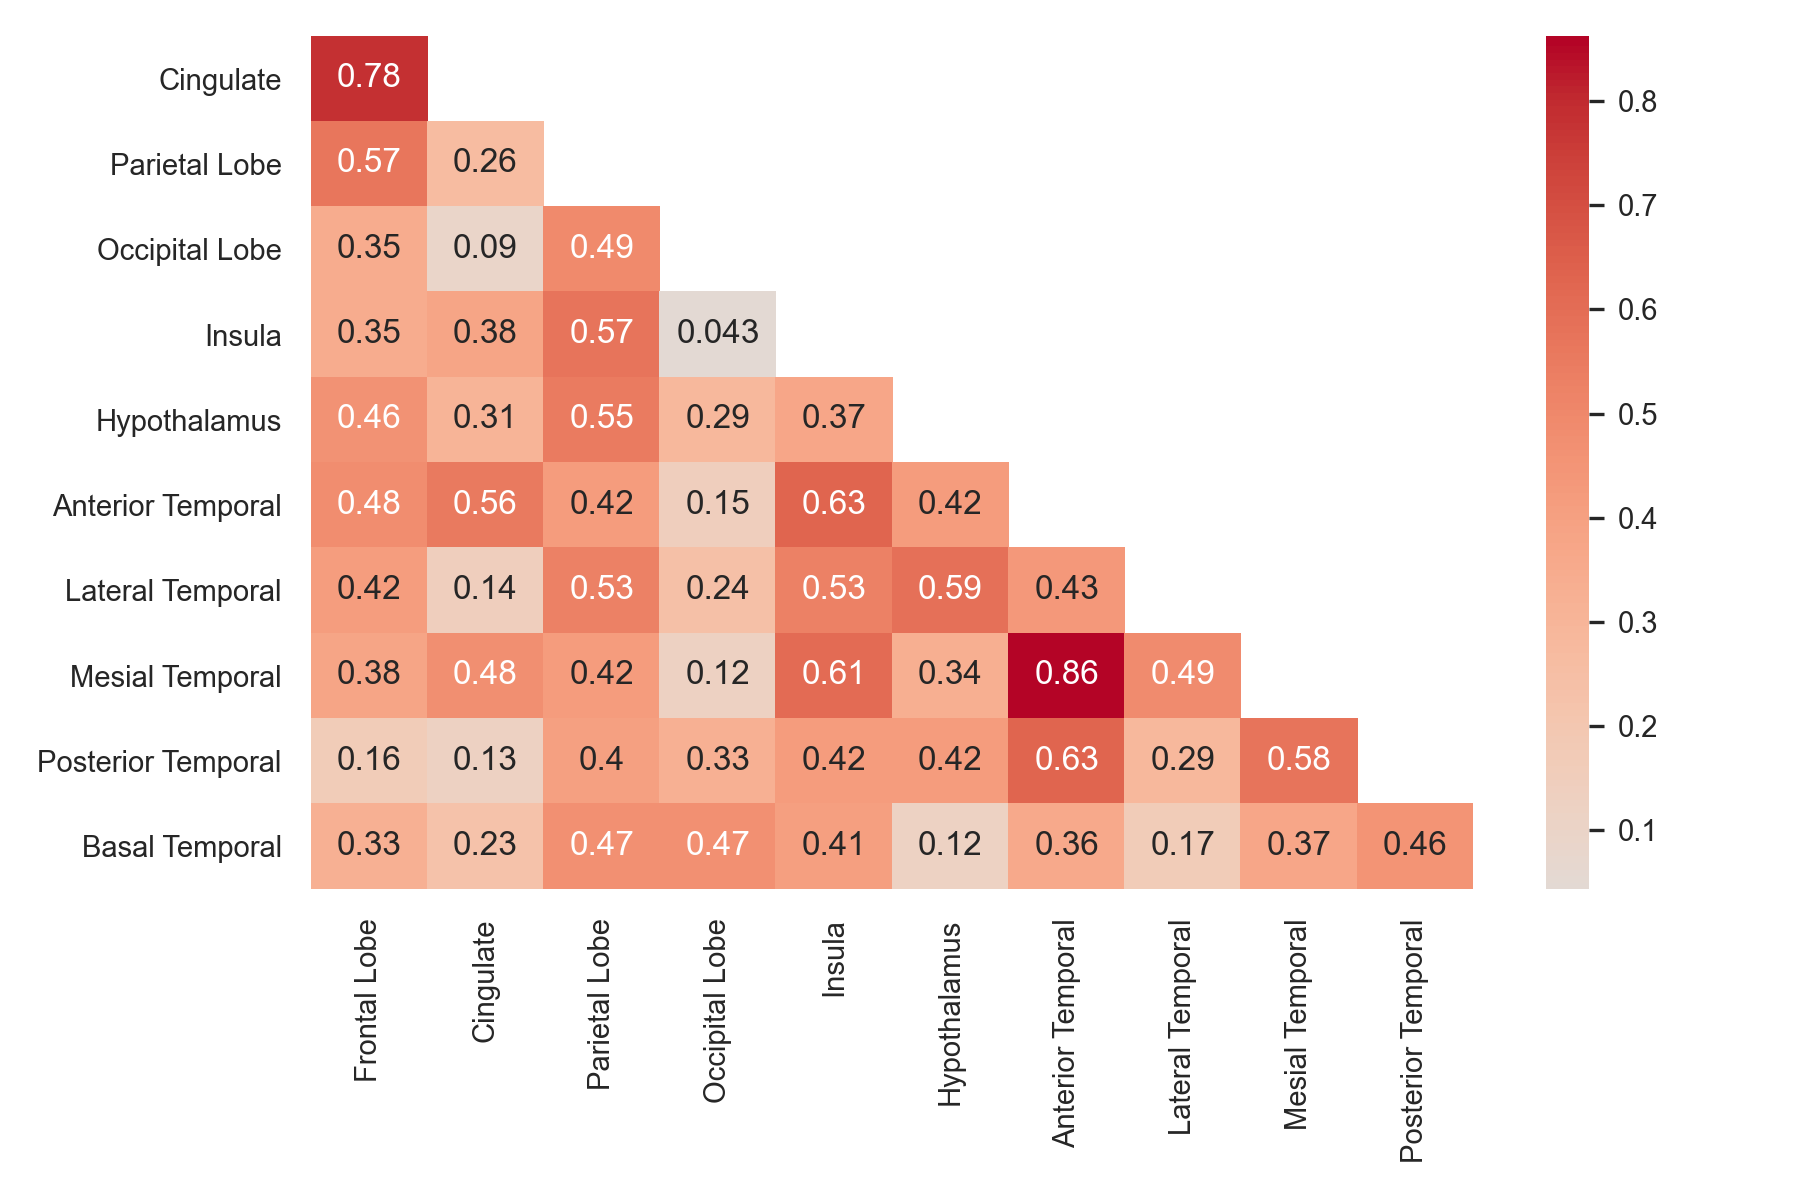 Cingulate 0.78
Parietal Lobe 0.57 0.26
Occipital Lobe 0.35 0.09 0.49
Insula 0.35 0.38 0.57 0.043
Hypothalamus 0.46 0.31 0.55 0.29 0.37
Anterior Temporal 0.48 0.56 0.42 0.15 0.63 0.42
Lateral Temporal 0.42 0.14 0.53 0.24 0.53 0.59 0.43
Mesial Temporal 0.38 0.48 0.42 0.12 0.61 0.34 0.86 0.49
Posterior Temporal 0.16 0.13 0.4 0.33 0.42 0.42 0.63 0.29 0.58
Basal Temporal 0.33 0.23 0.47 0.47 0.41 0.12 0.36 0.17 0.37 0.46
Frontal Lobe
Cingulate
Parietal Lobe
Occipital Lobe
Insula
Hypothalamus
Anterior Temporal
Lateral Temporal
Mesial Temporal
Posterior Temporal
0.8
0.7
0.6
0.5
0.4
0.3
0.2
0.1